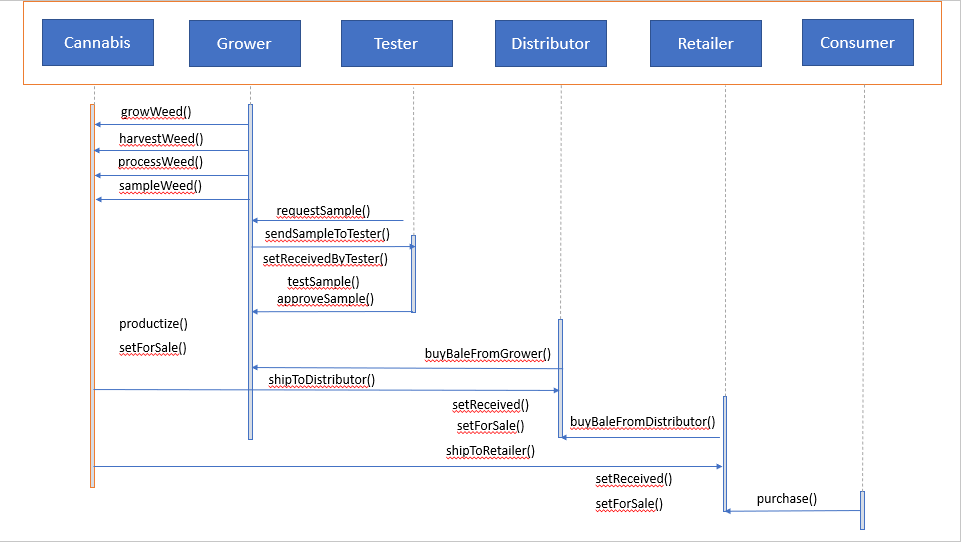 Cannabis
Grower
Tester
Distributor
Retailer
Consumer
growWeed()
harvestWeed()
processWeed()
sampleWeed()
requestSample()
sendSampleToTester()
setReceivedByTester()
testSample()
approveSample()
productize()
setForSale()
buyBaleFromGrower()
shipToDistributor()
setReceived()
setForSale()
buyBaleFromDistributor()
shipToRetailer()
setReceived()
setForSale()
purchase()